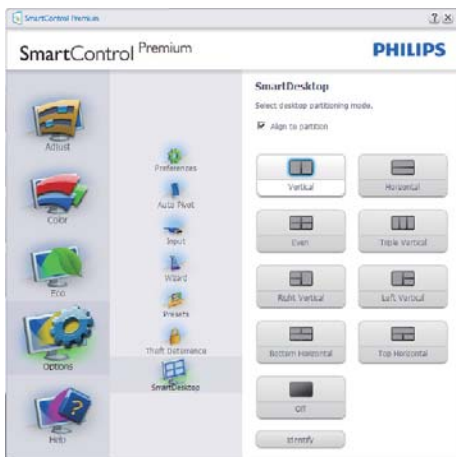 SmartControl Premium
SmartControl Premium
PHILIPS
Adjust
Color
Eco
Options
Help
Preferences
Auto Pivot
Input
Wizard
Presets
Theft Deterrence
SmartDesktop
SmartDesktop
Select desktop partitioning mode.
Align to partition
Vertical
Horizontal
Even
Triple Vertical
Right Vertical
Left Vertical
Bottom Horizontal
Top Horizontal
Off
Identify